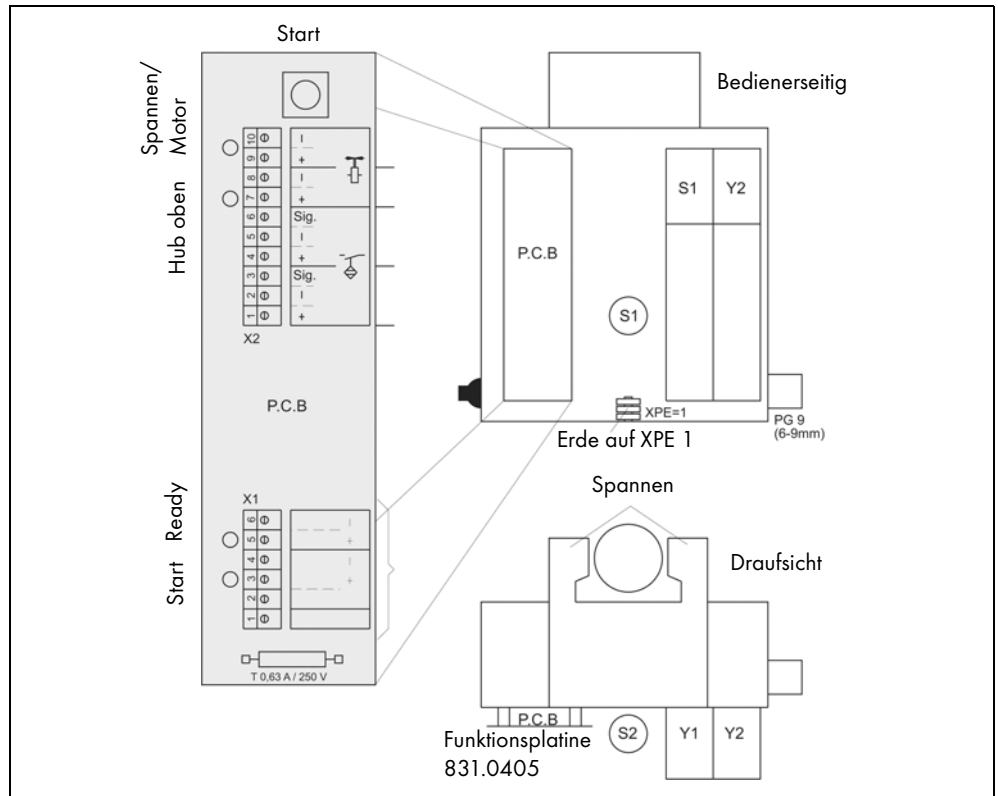 Start
Spannen/
Motor
Hub oben
10
9
8
7
6
5
4
3
2
1
-
+
-
+
Sig.
-
+
Sig.
-
+
X2
P.C.B
Start Ready
X1
6
5
4
3
2
1
-
+
-
+
T 0,63 A / 250 V
Bedienerseitig
P.C.B
S1
Y2
S1
XPE=1
PG 9
(6-9mm)
Erde auf XPE 1
Spannen
Draufsicht
P.C.B
S2
Y1
Y2
Funktionsplatine
831.0405